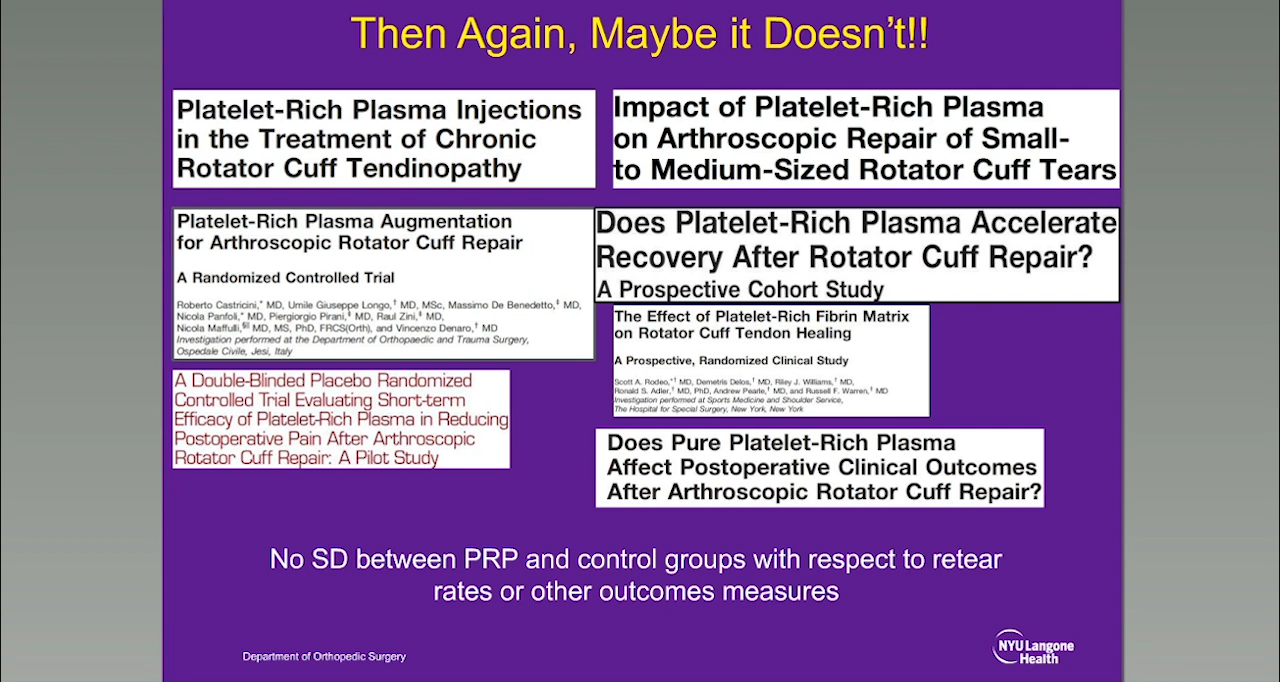 Then Again, Maybe it Doesn't!!
Platelet-Rich Plasma Injections
in the Treatment of Chronic
Rotator Cuff Tendinopathy
Impact of Platelet-Rich Plasma
on Arthroscopic Repair of Small-
to Medium-Sized Rotator Cuff Tears
Platelet-Rich Plasma Augmentation
for Arthroscopic Rotator Cuff Repair
A Randomized Controlled Trial
Roberto Castricini,* MD, Umile Giuseppe Longo,† MD, MSc, Massimo De Benedetto,‡ MD,
Nicola Panfoli,* MD, Piergiorgio Pirani,‡ MD, Raul Zini,‡ MD,
Nicola Maffulli,§|| MD, MS, PhD, FRCS(Orth), and Vincenzo Denaro,† MD
Investigation performed at the Department of Orthopaedic and Trauma Surgery,
Ospedale Civile, Jesi, Italy
Does Platelet-Rich Plasma Accelerate
Recovery After Rotator Cuff Repair?
A Prospective Cohort Study
The Effect of Platelet-Rich Fibrin Matrix
on Rotator Cuff Tendon Healing
A Prospective, Randomized Clinical Study
Scott A. Rodeo,*† MD, Demetris Delos,† MD, Riley J. Williams,† MD,
Ronald S. Adler,† MD, PhD, Andrew Pearle,† MD, and Russell F. Warren,† MD
Investigation performed at Sports Medicine and Shoulder Service,
The Hospital for Special Surgery, New York, New York
A Double-Blinded Placebo Randomized
Controlled Trial Evaluating Short-term
Efficacy of Platelet-Rich Plasma in Reducing
Postoperative Pain After Arthroscopic
Rotator Cuff Repair: A Pilot Study
Does Pure Platelet-Rich Plasma
Affect Postoperative Clinical Outcomes
After Arthroscopic Rotator Cuff Repair?
No SD between PRP and control groups with respect to retear
rates or other outcomes measures
Department of Orthopedic Surgery
NYU Langone
Health